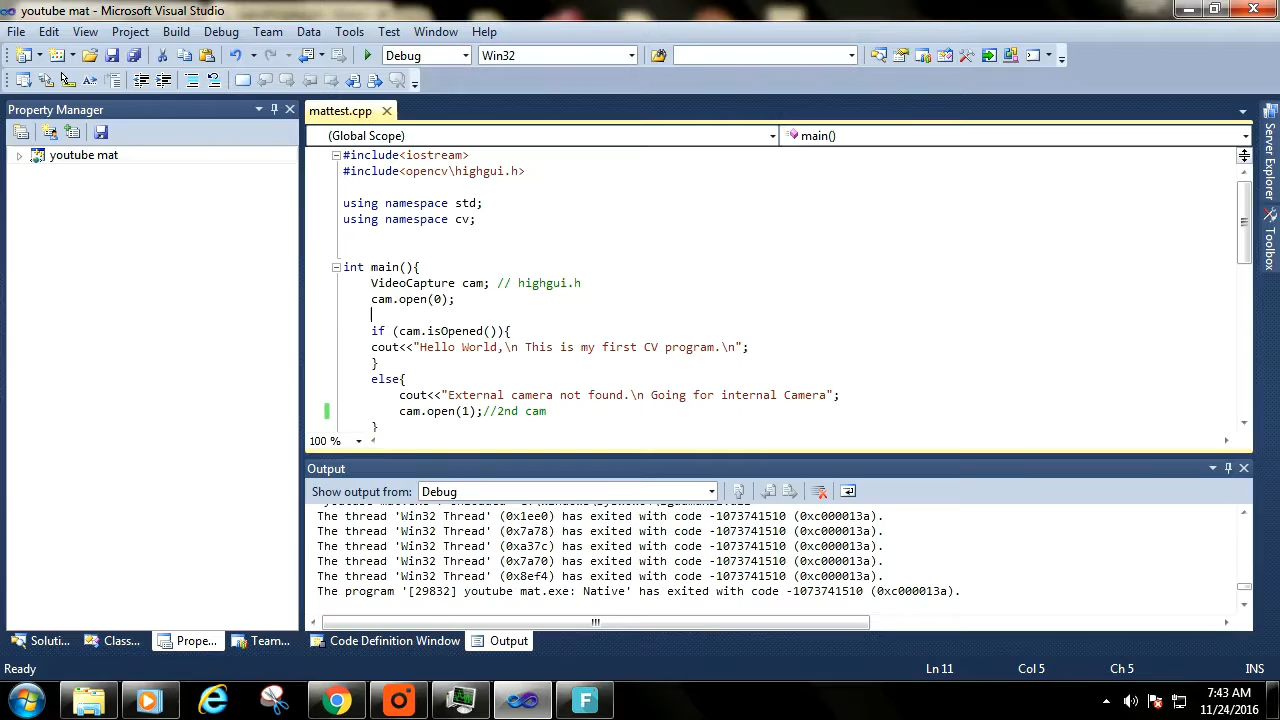 youtube mat - Microsoft Visual Studio
File Edit View Project Build Debug Team Data Tools Test Window Help
Debug Win32
Property Manager
youtube mat
mattest.cpp
(Global Scope) main()
#include<iostream>
#include<opencv\highgui.h>
using namespace std;
using namespace cv;
int main(){
VideoCapture cam; // highgui.h
cam.open(0);
if (cam.isOpened()){
cout<<"Hello World,\n This is my first CV program.\n";
}
else{
cout<<"External camera not found.\n Going for internal Camera";
cam.open(1);//2nd cam
}
100 %
Server Explorer
Toolbox
Output
Show output from: Debug
The thread 'Win32 Thread' (0x1ee0) has exited with code -1073741510 (0xc000013a).
The thread 'Win32 Thread' (0x7a78) has exited with code -1073741510 (0xc000013a).
The thread 'Win32 Thread' (0xa37c) has exited with code -1073741510 (0xc000013a).
The thread 'Win32 Thread' (0x7a70) has exited with code -1073741510 (0xc000013a).
The thread 'Win32 Thread' (0x8ef4) has exited with code -1073741510 (0xc000013a).
The program '[29832] youtube mat.exe: Native' has exited with code -1073741510 (0xc000013a).
Soluti... Class... Prope... Team... Code Definition Window Output
Ready Ln 11 Col 5 Ch 5 INS
F
7:43 AM
11/24/2016